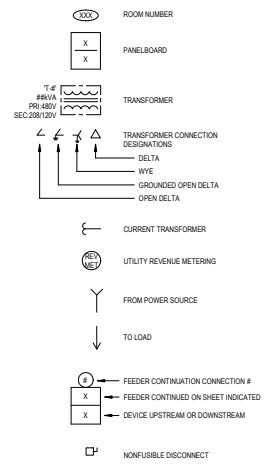 XXX
ROOM NUMBER
X
X
PANELBOARD
'T-#'
##kVA
PRI:480V
SEC:208/120V
TRANSFORMER
TRANSFORMER CONNECTION
DESIGNATIONS
DELTA
WYE
GROUNDED OPEN DELTA
OPEN DELTA
CURRENT TRANSFORMER
REV
MET
UTILITY REVENUE METERING
FROM POWER SOURCE
TO LOAD
#
FEEDER CONTINUATION CONNECTION #
X
FEEDER CONTINUED ON SHEET INDICATED
X
DEVICE UPSTREAM OR DOWNSTREAM
NONFUSIBLE DISCONNECT